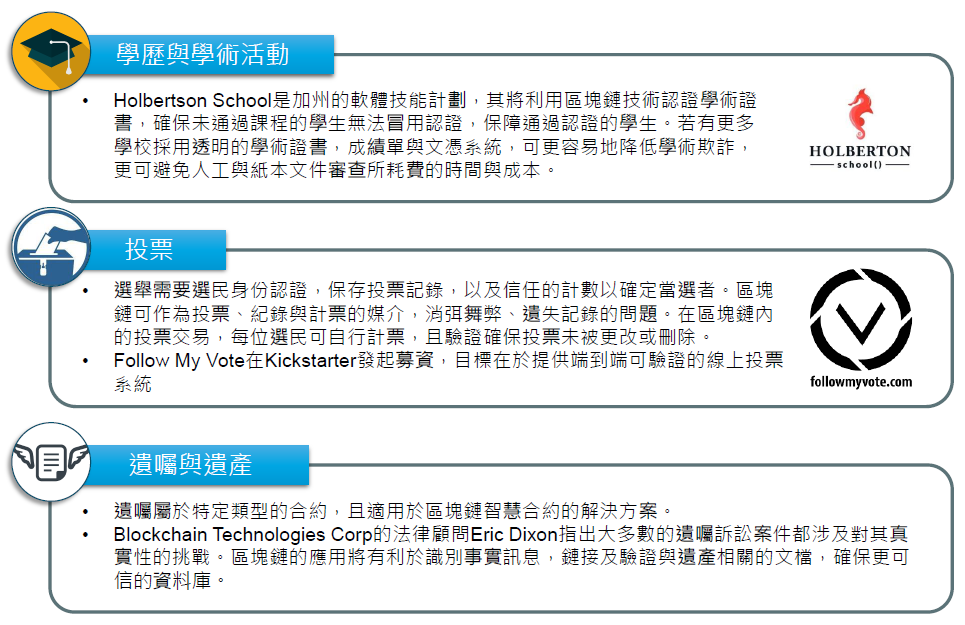 學歷與學術活動
• Holbertson School是加州的軟體技能計劃，其將利用區塊鏈技術認證學術證
書，確保未通過課程的學生無法冒用認證，保障通過認證的學生。若有更多
學校採用透明的學術證書，成績單與文憑系統，可更容易地降低學術欺詐，
更可避免人工與紙本文件審查所耗費的時間與成本。
HOLBERTON
school()
投票
• 選舉需要選民身份認證，保存投票記錄，以及信任的計數以確定當選者。區塊
鏈可作為投票、紀錄與計票的媒介，消弭舞弊、遺失記錄的問題。在區塊鏈內
的投票交易，每位選民可自行計票，且驗證確保投票未被更改或刪除。
• Follow My Vote在Kickstarter發起募資，目標在於提供端到端可驗證的線上投票
系統
followmyvote.com
遺囑與遺產
• 遺囑屬於特定類型的合約，且適用於區塊鏈智慧合約的解決方案。
• Blockchain Technologies Corp的法律顧問Eric Dixon指出大多數的遺囑訴訟案件都涉及對其真
實性的挑戰。區塊鏈的應用將有利於識別事實訊息，鏈接及驗證與遺產相關的文檔，確保更可
信的資料庫。